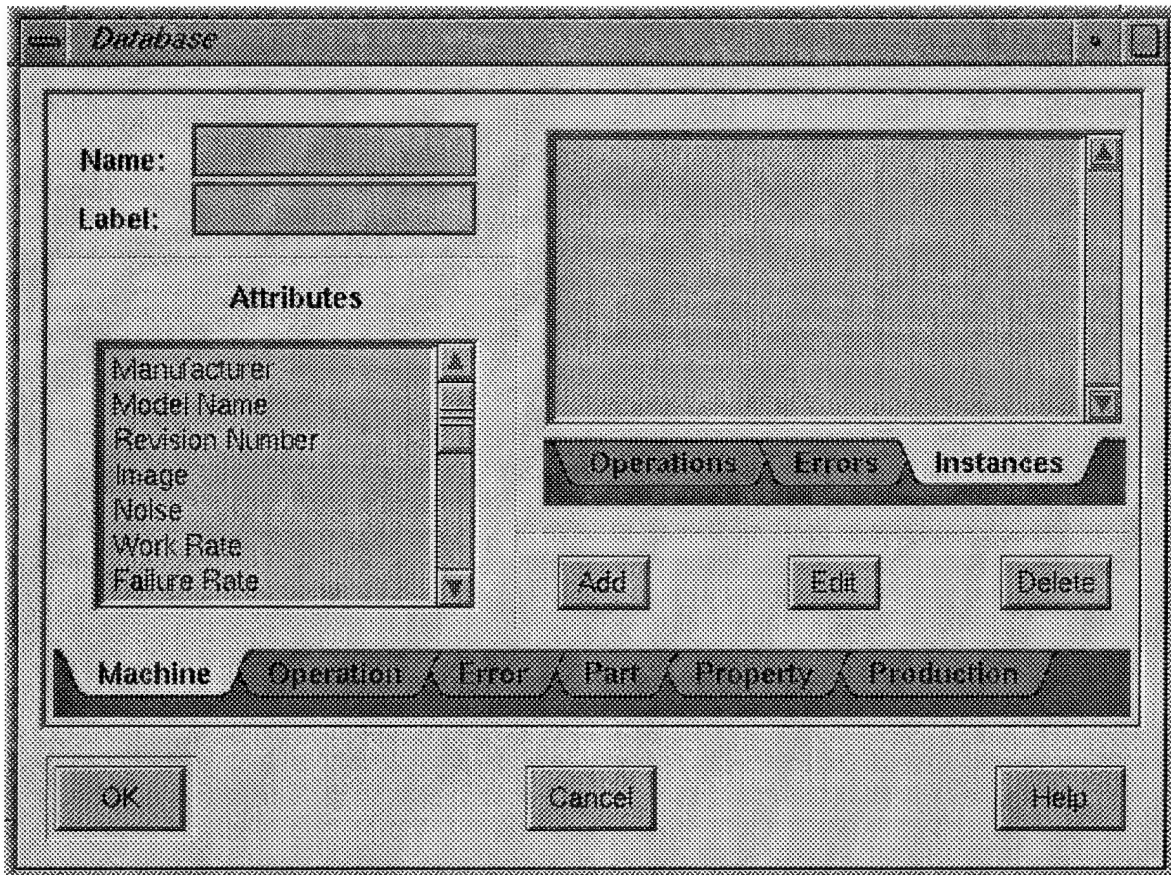 Database
Name:
Label:
Attributes
Manufacturer
Model Name
Revision Number
Image
Noise
Work Rate
Failure Rate
Operations Errors Instances
Add Edit Delete
Machine Operation Error Part Property Production
OK Cancel Help